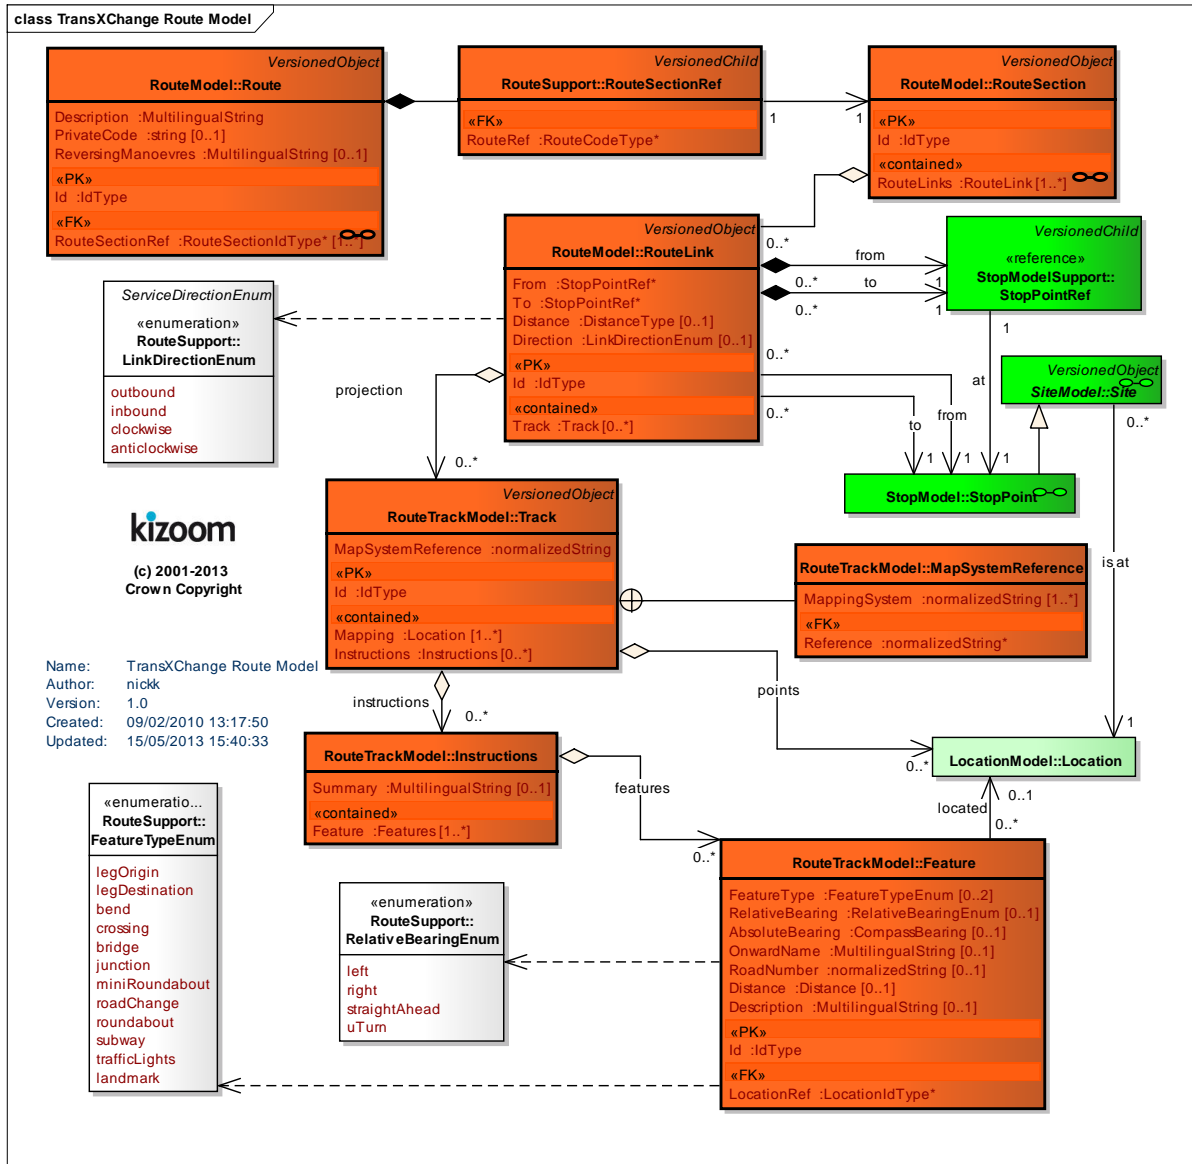 class TransXChange Route Model
VersionedObject
RouteModel::Route
Description :MultilingualString
PrivateCode :string [0..1]
ReversingManoevres :MultilingualString [0..1]
«PK»
Id :IdType
«FK»
RouteSectionRef :RouteSectionIdType* [1..*]
VersionedChild
RouteSupport::RouteSectionRef
«FK»
RouteRef :RouteCodeType*
1
1
VersionedObject
RouteModel::RouteSection
«PK»
Id :IdType
«contained»
RouteLinks :RouteLink [1..*]
VersionedObject
RouteModel::RouteLink
From :StopPointRef*
To :StopPointRef*
Distance :DistanceType [0..1]
Direction :LinkDirectionEnum [0..1]
«PK»
Id :IdType
«contained»
Track :Track [0..*]
0..*
from
0..*
1
to
0..*
1
VersionedChild
«reference»
StopModelSupport::
StopPointRef
1
at
0..*
0..*
from
to
1
1
1
ServiceDirectionEnum
«enumeration»
RouteSupport::
LinkDirectionEnum
outbound
inbound
clockwise
anticlockwise
projection
0..*
VersionedObject
SiteModel::Site
0..*
StopModel::StopPoint
kizoom
(c) 2001-2013
Crown Copyright
VersionedObject
RouteTrackModel::Track
MapSystemReference :normalizedString
«PK»
Id :IdType
«contained»
Mapping :Location [1..*]
Instructions :Instructions [0..*]
RouteTrackModel::MapSystemReference
MappingSystem :normalizedString [1..*]
«FK»
Reference :normalizedString*
is at
1
Name: TransXChange Route Model
Author: nickk
Version: 1.0
Created: 09/02/2010 13:17:50
Updated: 15/05/2013 15:40:33
instructions
0..*
points
0..*
LocationModel::Location
located
0..1
0..*
RouteTrackModel::Instructions
Summary :MultilingualString [0..1]
«contained»
Feature :Features [1..*]
features
0..*
«enumeratio...
RouteSupport::
FeatureTypeEnum
legOrigin
legDestination
bend
crossing
bridge
junction
miniRoundabout
roadChange
roundabout
subway
trafficLights
landmark
«enumeration»
RouteSupport::
RelativeBearingEnum
left
right
straightAhead
uTurn
RouteTrackModel::Feature
FeatureType :FeatureTypeEnum [0..2]
RelativeBearing :RelativeBearingEnum [0..1]
AbsoluteBearing :CompassBearing [0..1]
OnwardName :MultilingualString [0..1]
RoadNumber :normalizedString [0..1]
Distance :Distance [0..1]
Description :MultilingualString [0..1]
«PK»
Id :IdType
«FK»
LocationRef :LocationIdType*